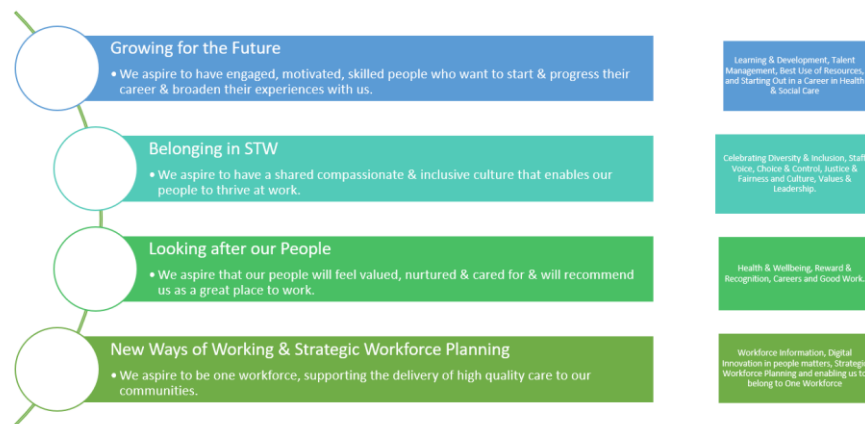 Growing for the Future
• We aspire to have engaged, motivated, skilled people who want to start & progress their
career & broaden their experiences with us.
Learning & Development, Talent
Management, Best Use of Resources,
and Starting Out in a Career in Health
& Social Care
Belonging in STW
• We aspire to have a shared compassionate & inclusive culture that enables our
people to thrive at work.
Celebrating Diversity & Inclusion, Staff
Voice, Choice & Control, Justice &
Fairness and Culture, Values &
Leadership.
Looking after our People
• We aspire that our people will feel valued, nurtured & cared for & will recommend
us as a great place to work.
Health & Wellbeing, Reward &
Recognition, Careers and Good Work.
New Ways of Working & Strategic Workforce Planning
• We aspire to be one workforce, supporting the delivery of high quality care to our
communities.
Workforce Information, Digital
Innovation in people matters, Strategic
Workforce Planning and enabling us to
belong to One Workforce